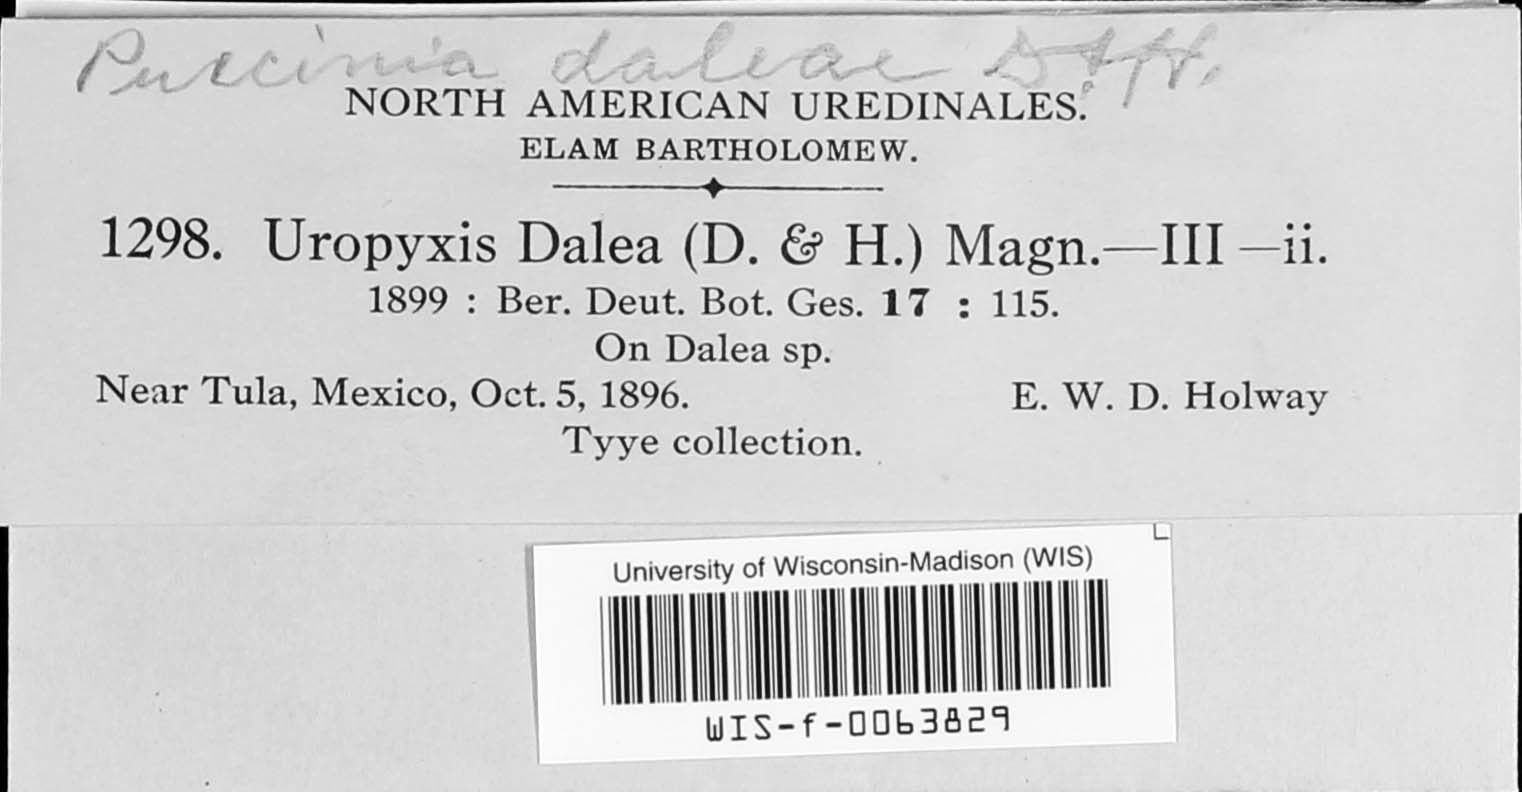 Puccinia daleae D & H.
NORTH AMERICAN UREDINALES.
ELAM BARTHOLOMEW.
1298. Uropyxis Dalea (D. & H.) Magn.—III —ii.
1899 : Ber. Deut. Bot. Ges. 17 : 115.
On Dalea sp.
Near Tula, Mexico, Oct. 5, 1896. E. W. D. Holway
Tyye collection.
University of Wisconsin-Madison (WIS)
WIS-f-0063829